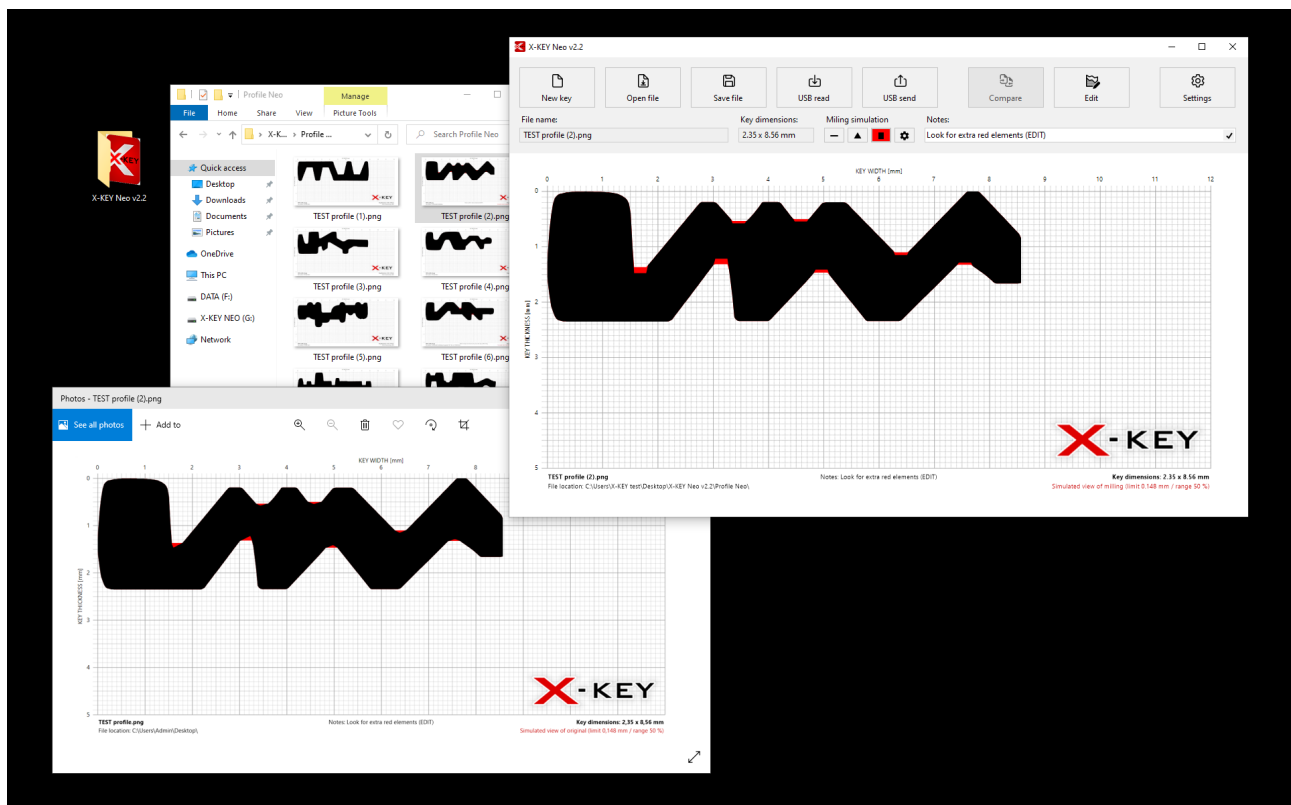 X-KEY Neo v2.2
New key
Open file
Save file
USB read
USB send
Compare
Edit
Settings
File name:
Key dimensions:
Miling simulation
Notes:
TEST profile (2).png
2.35 x 8.56 mm
Look for extra red elements (EDIT)
KEY WIDTH [mm]
0 1 2 3 4 5 6 7 8 9 10 11 12
0
1
2
3
4
5
KEY THICKNESS [mm]
X-KEY
TEST profile (2).png
Notes: Look for extra red elements (EDIT)
Key dimensions: 2.35 x 8.56 mm
File location: C:\Users\X-KEY test\Desktop\X-KEY Neo v2.2\Profile Neo\
Simulated view of milling (limit 0.148 mm / range 50 %)
Profile Neo
Manage
File
Home
Share
View
Picture Tools
X-K... > Profile ...
Search Profile Neo
Quick access
Desktop
Downloads
Documents
Pictures
OneDrive
This PC
DATA (F:)
X-KEY NEO (G:)
Network
X-KEY
TEST profile (1).png
TEST profile (2).png
X-KEY
TEST profile (3).png
TEST profile (4).png
X-KEY
TEST profile (5).png
TEST profile (6).png
X-KEY
X-KEY Neo v2.2
Photos - TEST profile (2).png
See all photos
Add to
KEY WIDTH [mm]
0 1 2 3 4 5 6 7 8
0
1
2
3
4
5
KEY THICKNESS [mm]
X-KEY
TEST profile.png
Notes: Look for extra red elements (EDIT)
Key dimensions: 2,35 x 8,56 mm
File location: C:\Users\Admin\Desktop\
Simulated view of original (limit 0,148 mm / range 50 %)